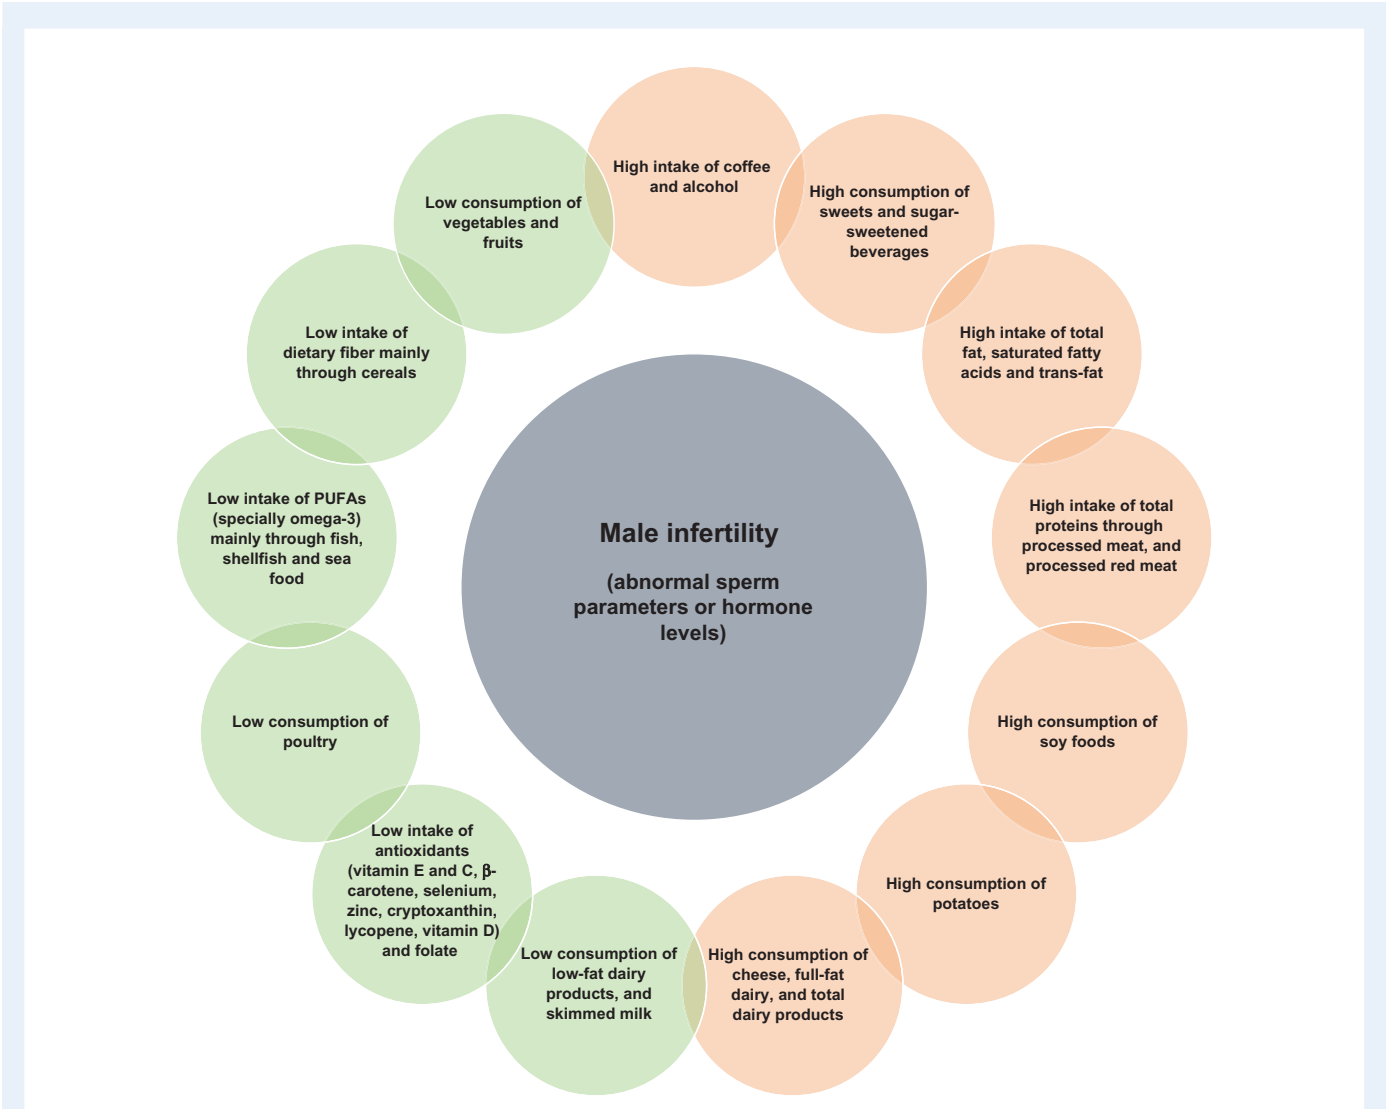 High intake of coffee
and alcohol
High consumption of
sweets and sugar-
sweetened
beverages
High intake of total
fat, saturated fatty
acids and trans-fat
High intake of total
proteins through
processed meat, and
processed red meat
High consumption of
soy foods
High consumption of
potatoes
High consumption of
cheese, full-fat
dairy, and total
dairy products
Low consumption of
low-fat dairy
products, and
skimmed milk
Low intake of
antioxidants
(vitamin E and C, β-
carotene, selenium,
zinc, cryptoxanthin,
lycopene, vitamin D)
and folate
Low consumption of
poultry
Low intake of PUFAs
(specially omega-3)
mainly through fish,
shellfish and sea
food
Low intake of
dietary fiber mainly
through cereals
Low consumption of
vegetables and
fruits
Male infertility
(abnormal sperm
parameters or hormone
levels)